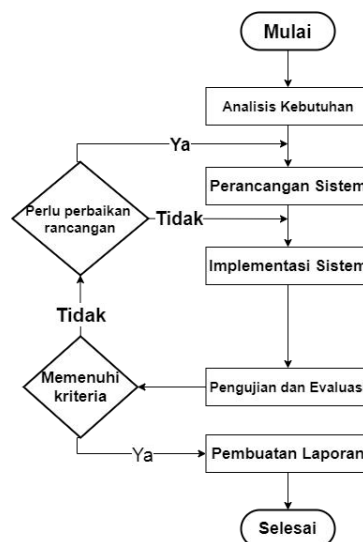 Mulai
Analisis Kebutuhan
Ya
Perancangan Sistem
Perlu perbaikan
rancangan
Tidak
Implementasi Sistem
Tidak
Memenuhi
kriteria
Pengujian dan Evaluas
Ya
Pembuatan Laporan
Selesai